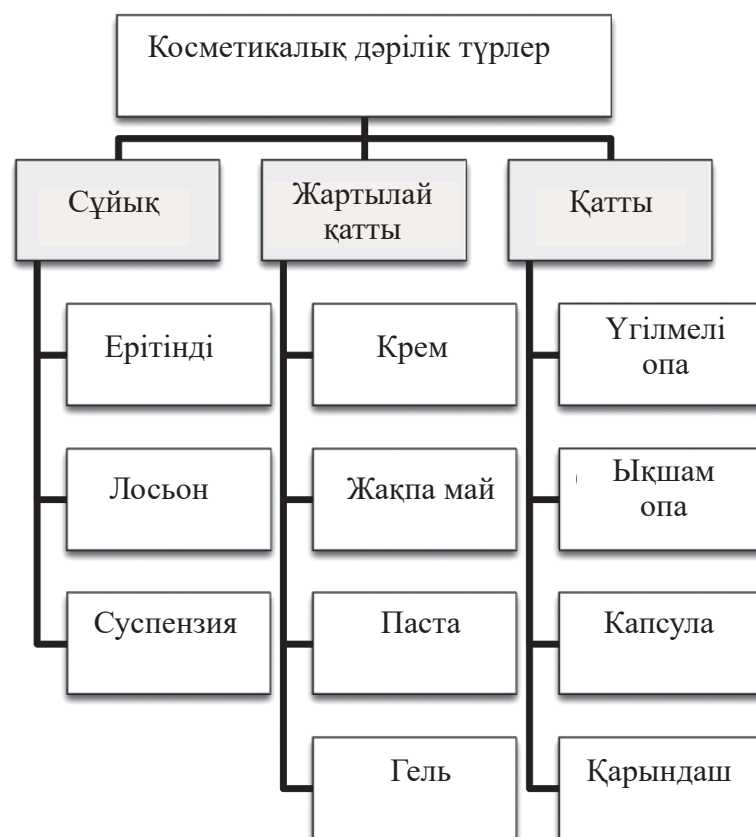 Косметикалық дәрілік түрлер
Сұйық
Жартылай
қатты
Қатты
Ерітінді
Крем
Үгілмелі
опа
Лосьон
Жақпа май
Ықшам
опа
Суспензия
Паста
Капсула
Гель
Қарындаш